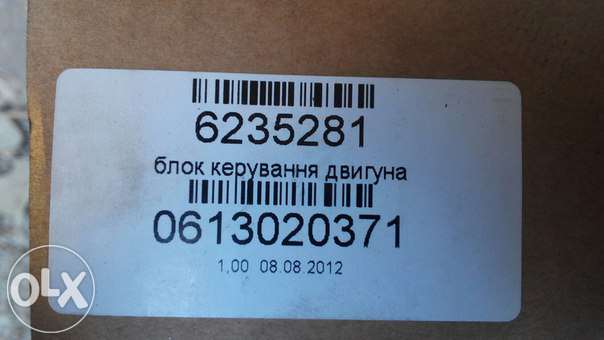 6235281
блок керування двигуна
0613020371
1,00 08.08.2012
OLX